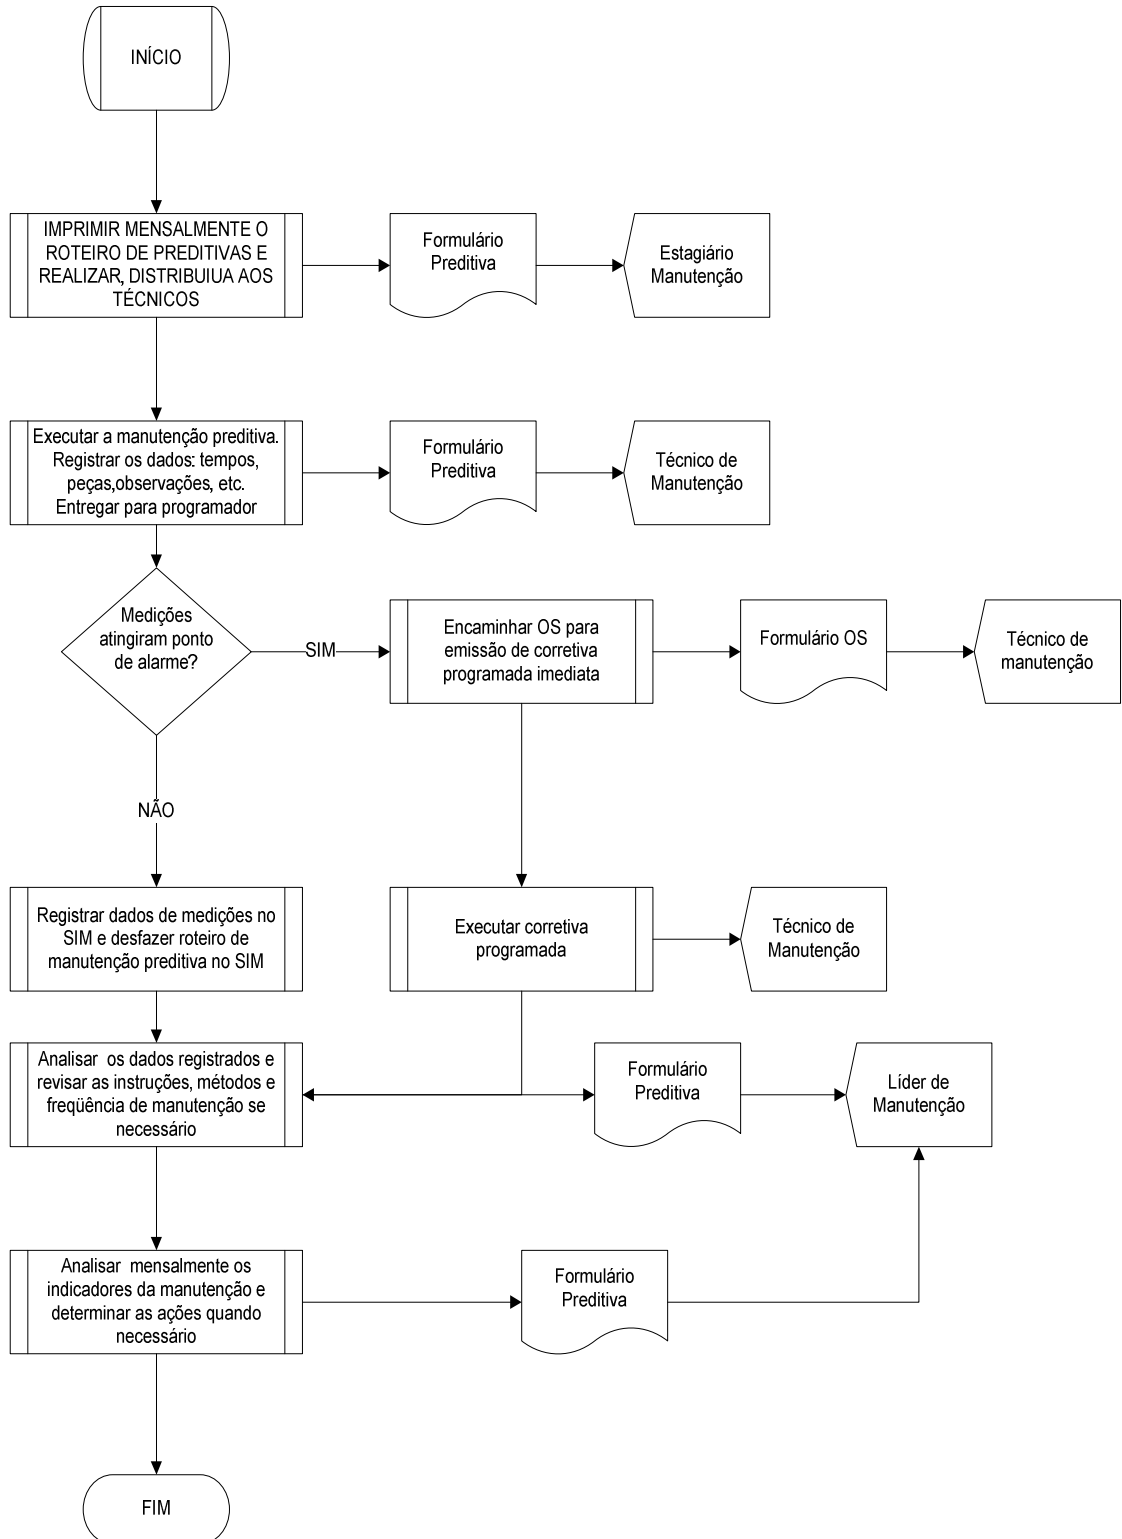 INÍCIO
IMPRIMIR MENSALMENTE O
ROTEIRO DE PREDITIVAS E
REALIZAR, DISTRIBUIUA AOS
TÉCNICOS
Formulário
Preditiva
Estagiário
Manutenção
Executar a manutenção preditiva.
Registrar os dados: tempos,
peças,observações, etc.
Entregar para programador
Formulário
Preditiva
Técnico de
Manutenção
Medições
atingiram ponto
de alarme?
SIM
Encaminhar OS para
emissão de corretiva
programada imediata
Formulário OS
Técnico de
manutenção
NÃO
Registrar dados de medições no
SIM e desfazer roteiro de
manutenção preditiva no SIM
Executar corretiva
programada
Técnico de
Manutenção
Analisar os dados registrados e
revisar as instruções, métodos e
freqüência de manutenção se
necessário
Formulário
Preditiva
Líder de
Manutenção
Analisar mensalmente os
indicadores da manutenção e
determinar as ações quando
necessário
Formulário
Preditiva
FIM